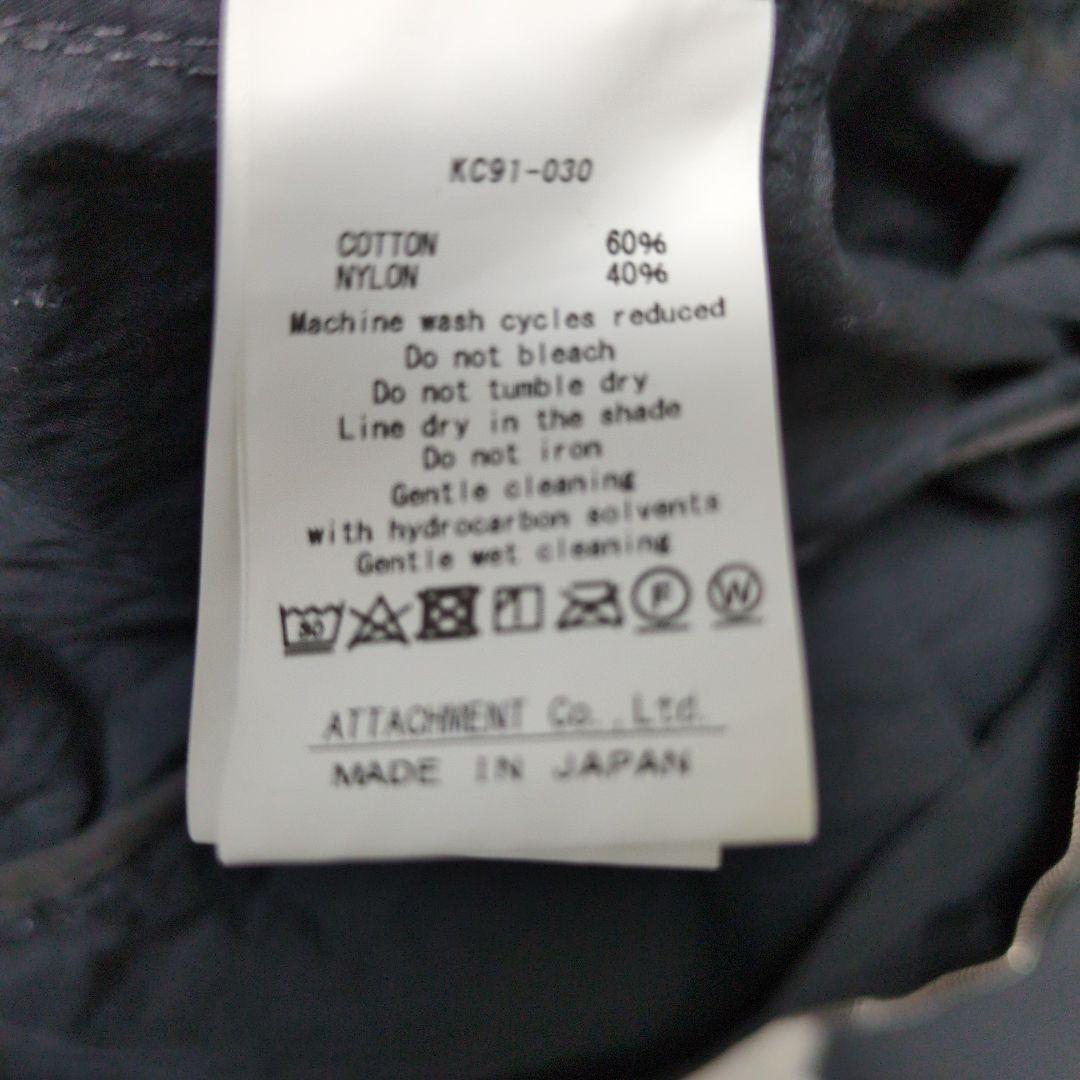 KC91-030
COTTON 60%
NYLON 40%
Machine wash cycles reduced
Do not bleach
Do not tumble dry
Line dry in the shade
Do not iron
Gentle cleaning
with hydrocarbon solvents
Gentle wet cleaning
30 F W
ATTACHMENT Co.,Ltd.
MADE IN JAPAN